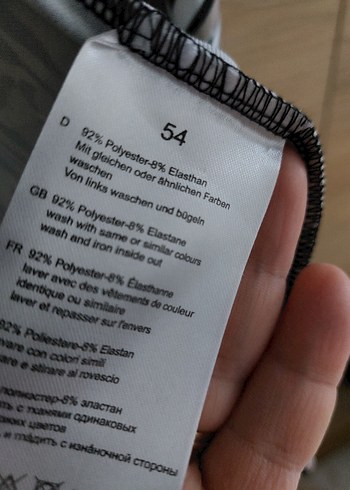 54
D 92% Polyester-8% Elasthan
Mit gleichen oder ähnlichen Farben
waschen
Von links waschen und bügeln
GB 92% Polyester-8% Elastane
wash with same or similar colours
wash and iron inside out
FR 92% Polyester-8% Élasthanne
laver avec des vêtements de couleur
identique ou similaire
laver et repasser sur l'envers
92% Poliestere-8% Elastan
con colori simili
e stirare al rovescio
эластан
с тканями одинаковых
цветов
и гладить с изнаночной стороны